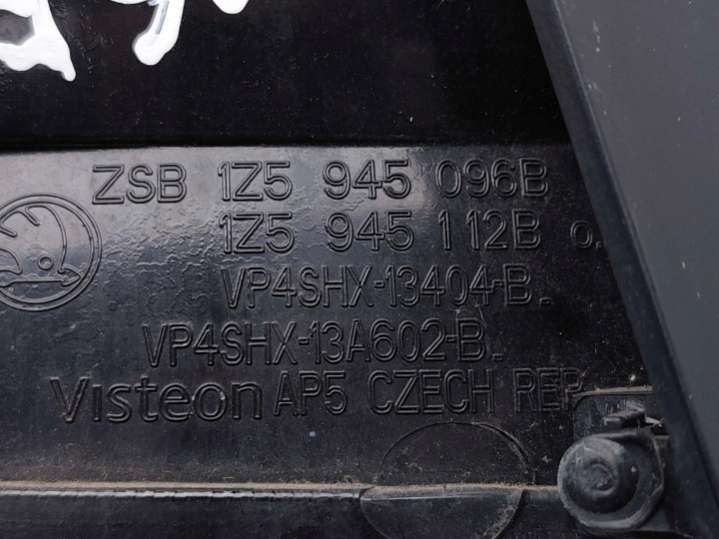 ZSB 1Z5 945 096B
1Z5 945 112B
VP4SHX-13404-B
VP4SHX-13A602-B
Visteon AP5 CZECH REP